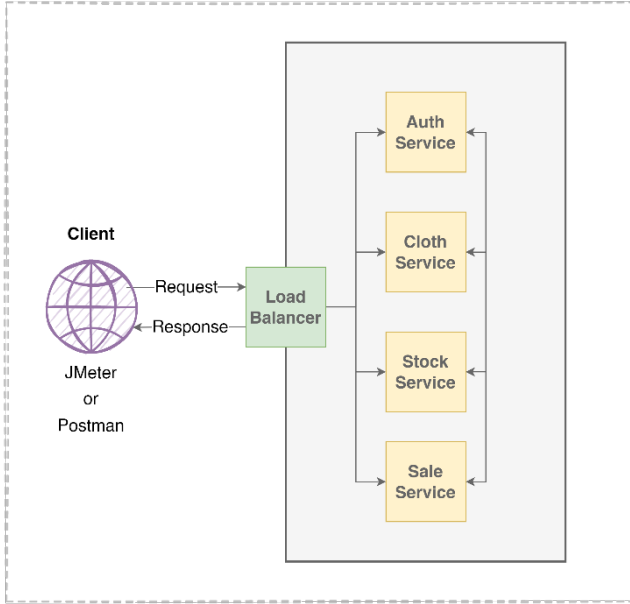 Client
Request
Response
JMeter
or
Postman
Load
Balancer
Auth
Service
Cloth
Service
Stock
Service
Sale
Service